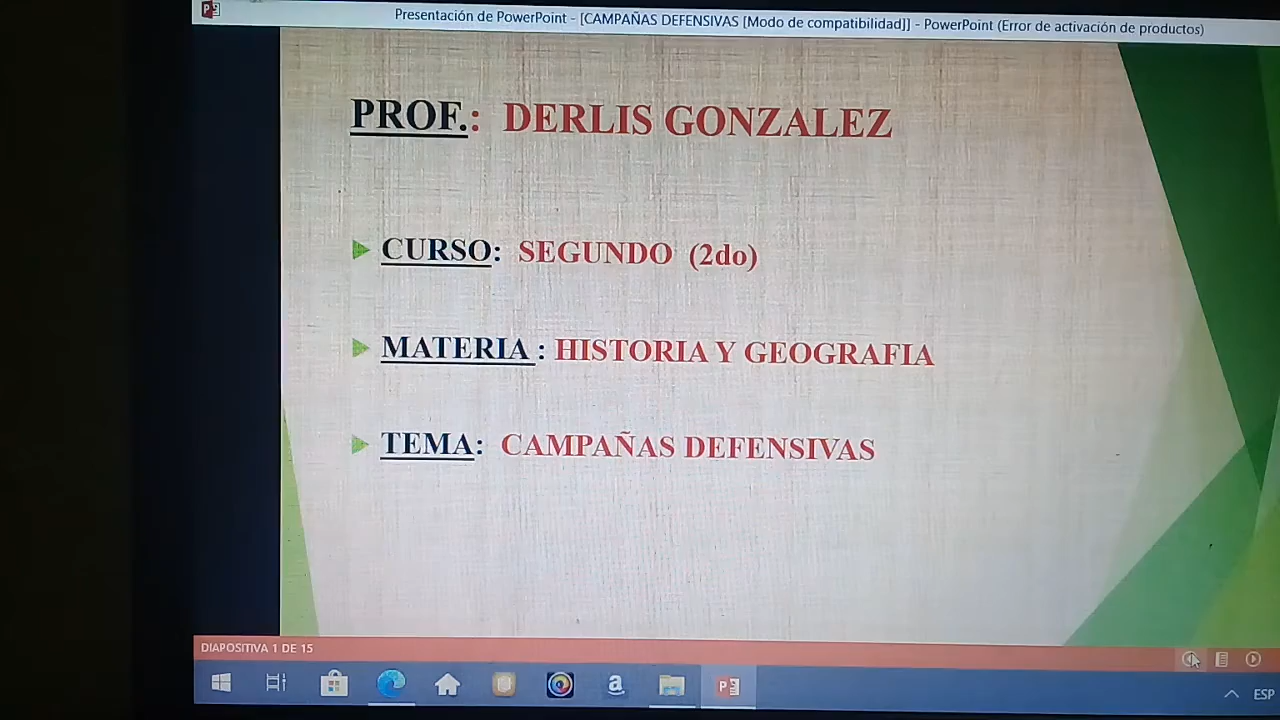 Presentación de PowerPoint - [CAMPAÑAS DEFENSIVAS [Modo de compatibilidad]] - PowerPoint (Error de activación de productos)
PROF.: DERLIS GONZALEZ
CURSO: SEGUNDO (2do)
MATERIA : HISTORIA Y GEOGRAFIA
TEMA: CAMPAÑAS DEFENSIVAS
DIAPOSITIVA 1 DE 15
ESP